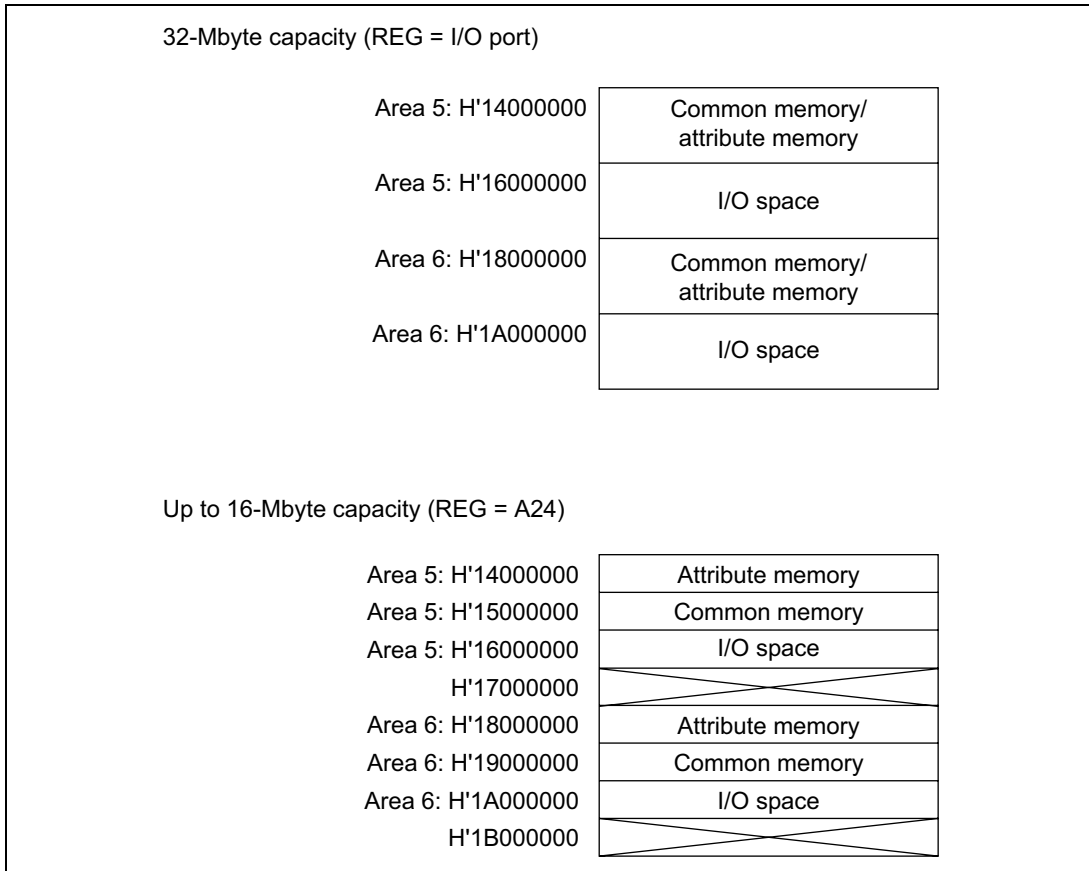 32-Mbyte capacity (REG = I/O port)
Area 5: H'14000000
Common memory/
attribute memory
Area 5: H'16000000
I/O space
Area 6: H'18000000
Common memory/
attribute memory
Area 6: H'1A000000
I/O space
Up to 16-Mbyte capacity (REG = A24)
Area 5: H'14000000 Attribute memory
Area 5: H'15000000 Common memory
Area 5: H'16000000 I/O space
H'17000000
Area 6: H'18000000 Attribute memory
Area 6: H'19000000 Common memory
Area 6: H'1A000000 I/O space
H'1B000000